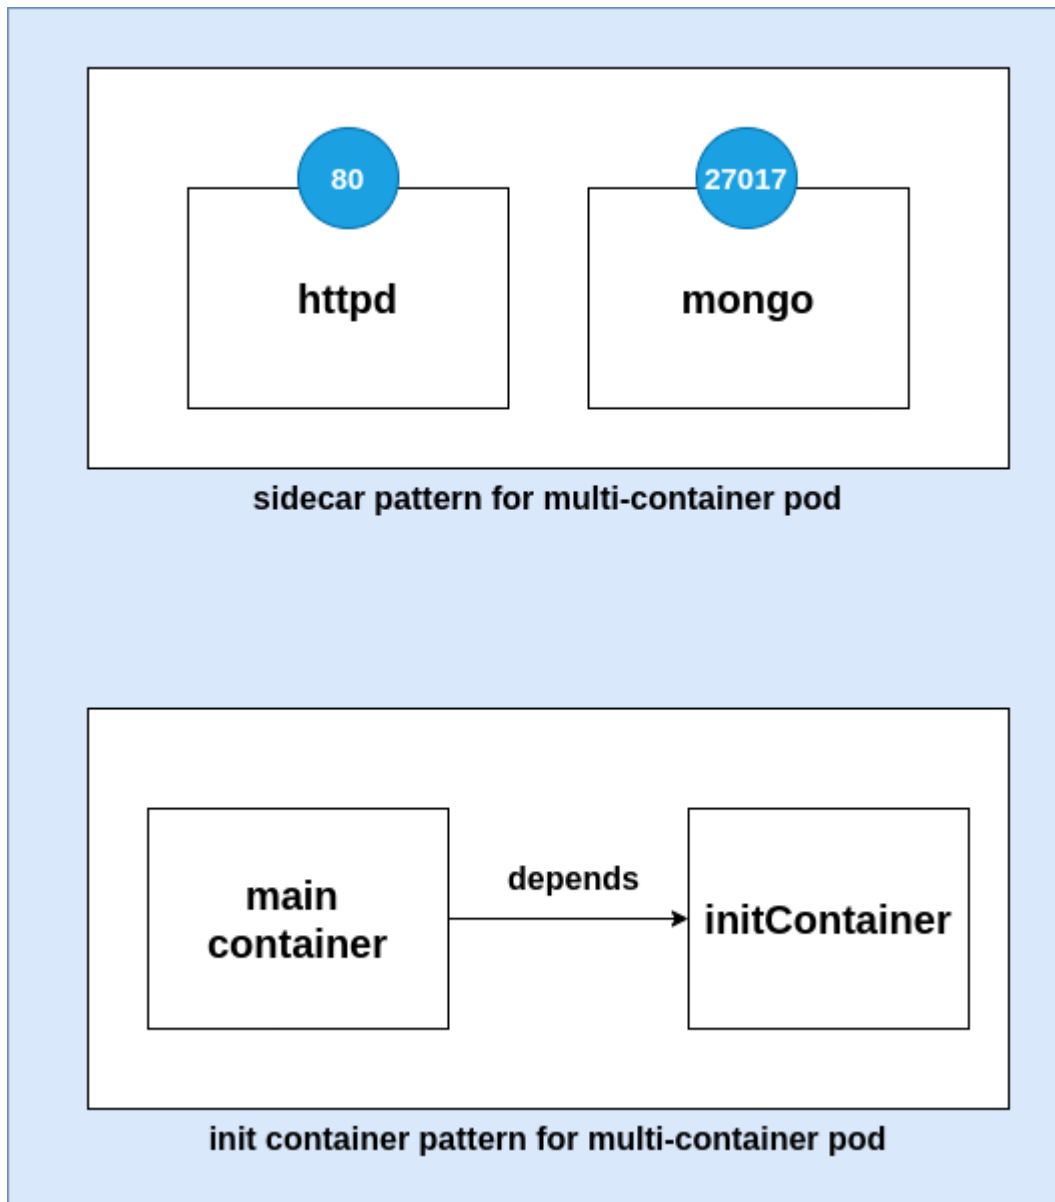 80
27017
httpd
mongo
sidecar pattern for multi-container pod
main
container
depends
initContainer
init container pattern for multi-container pod